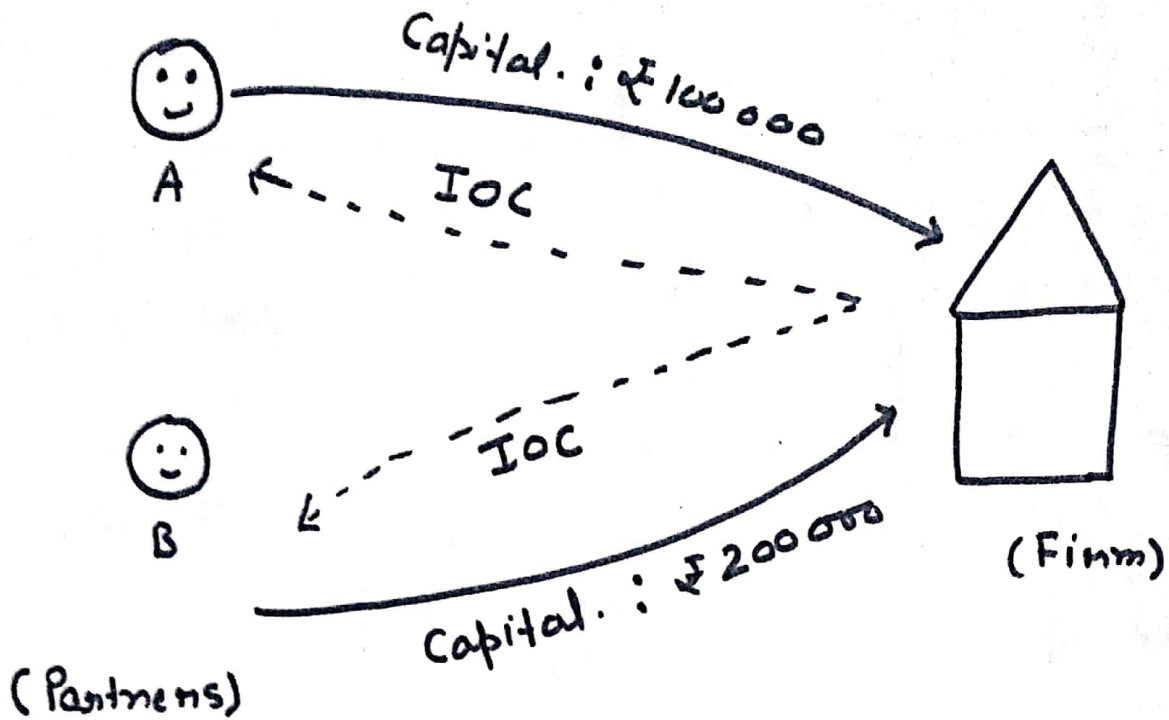 Capital. : ₹100000
A
IOC
IOC
B
Capital. : ₹200000
(Firm)
(Partners)